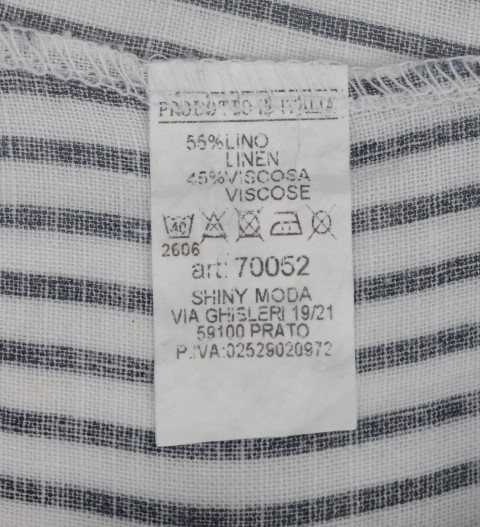 PRODOTTO IN ITALIA
55%LINO
LINEN
45%VISCOSA
VISCOSE
40
2606
art: 70052
SHINY MODA
VIA GHISLERI 19/21
59100 PRATO
P.IVA:02529020972